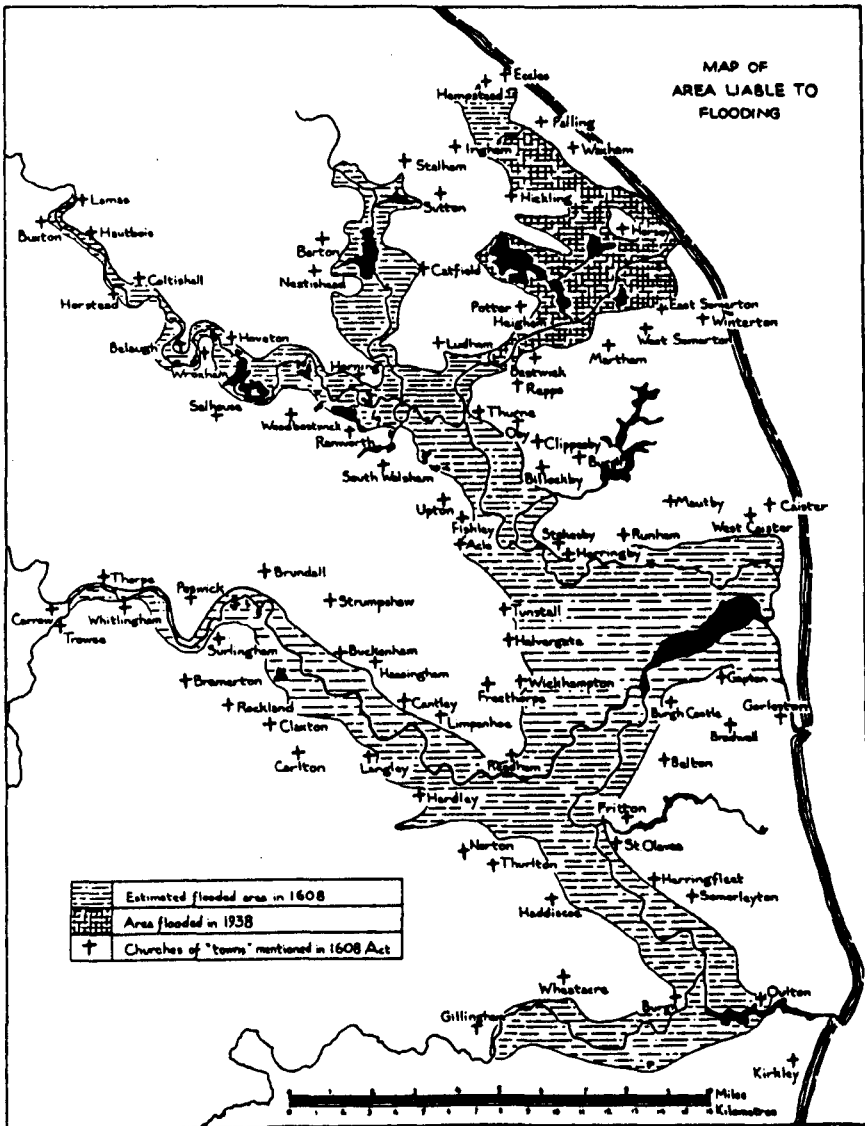 MAP OF
AREA LIABLE TO
FLOODING
Eccles
Hempstead
Palling
Ingham
Waxham
Stalham
Lamas
Sutton
Hickling
Buxton
Hautbois
Horsey
Barton
Neatishead
Catfield
Coltishall
Horstead
Potter
Heigham
East Somerton
Winterton
West Somerton
Belaugh
Hoveton
Ludham
Martham
Wroxham
Horning
Bastwick
Repps
Salhouse
Woodbastwick
Ranworth
Thurne
Oby
Clippesby
Burgh
South Walsham
Billockby
Upton
Mautby
Caister
Fishley
West Caister
Acle
Stokesby
Runham
Herringby
Thorpe
Brundall
Postwick
Strumpshaw
Carrow
Whitlingham
Tunstall
Trowse
Surlingham
Buckenham
Halvergate
Hassingham
Bramerton
Wickhampton
Gapton
Freethorpe
Rockland
Cantley
Burgh Castle
Gorleston
Claxton
Limpenhoe
Bradwell
Carlton
Langley
Reedham
Belton
Hardley
Fritton
Norton
St. Olaves
Thurlton
Herringfleet
Somerleyton
Haddiscoe
Estimated flooded area in 1608
Area flooded in 1938
Churches of "towns" mentioned in 1608 Act
Wheatacre
Burgh
Oulton
Gillingham
Kirkley
Miles
Kilometres